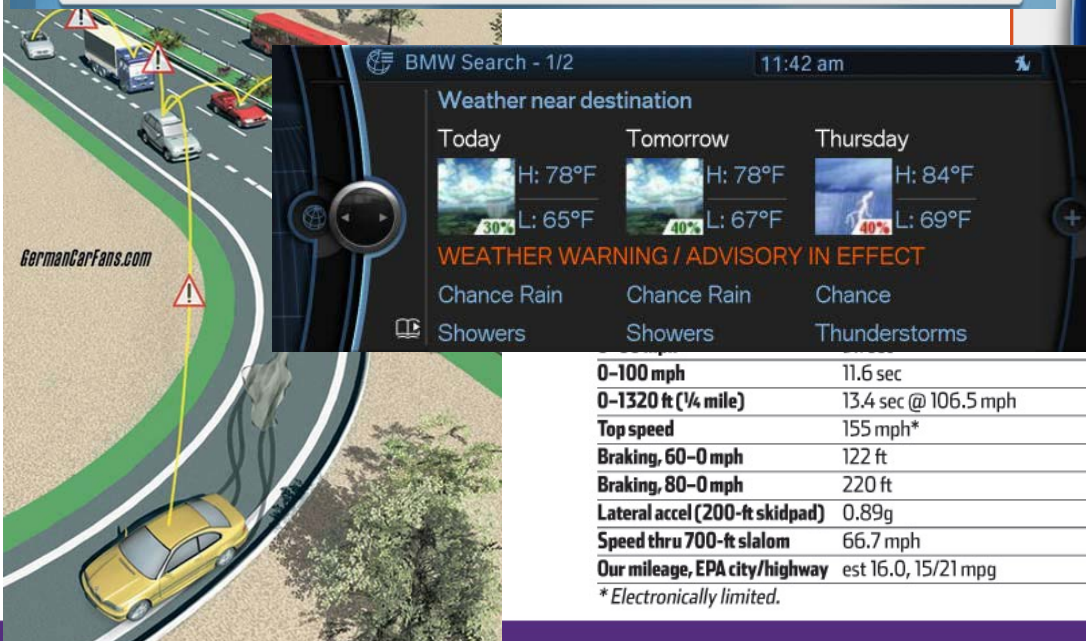 BMW Search - 1/2
11:42 am
Weather near destination
Today
Tomorrow
Thursday
H: 78°F
H: 78°F
H: 84°F
30%
L: 65°F
40%
L: 67°F
40%
L: 69°F
WEATHER WARNING / ADVISORY IN EFFECT
Chance Rain
Chance Rain
Chance
Showers
Showers
Thunderstorms
GermanCarFans.com
0–100 mph 11.6 sec
0–1320 ft (¼ mile) 13.4 sec @ 106.5 mph
Top speed 155 mph*
Braking, 60–0 mph 122 ft
Braking, 80–0 mph 220 ft
Lateral accel (200-ft skidpad) 0.89g
Speed thru 700-ft slalom 66.7 mph
Our mileage, EPA city/highway est 16.0, 15/21 mpg
* Electronically limited.